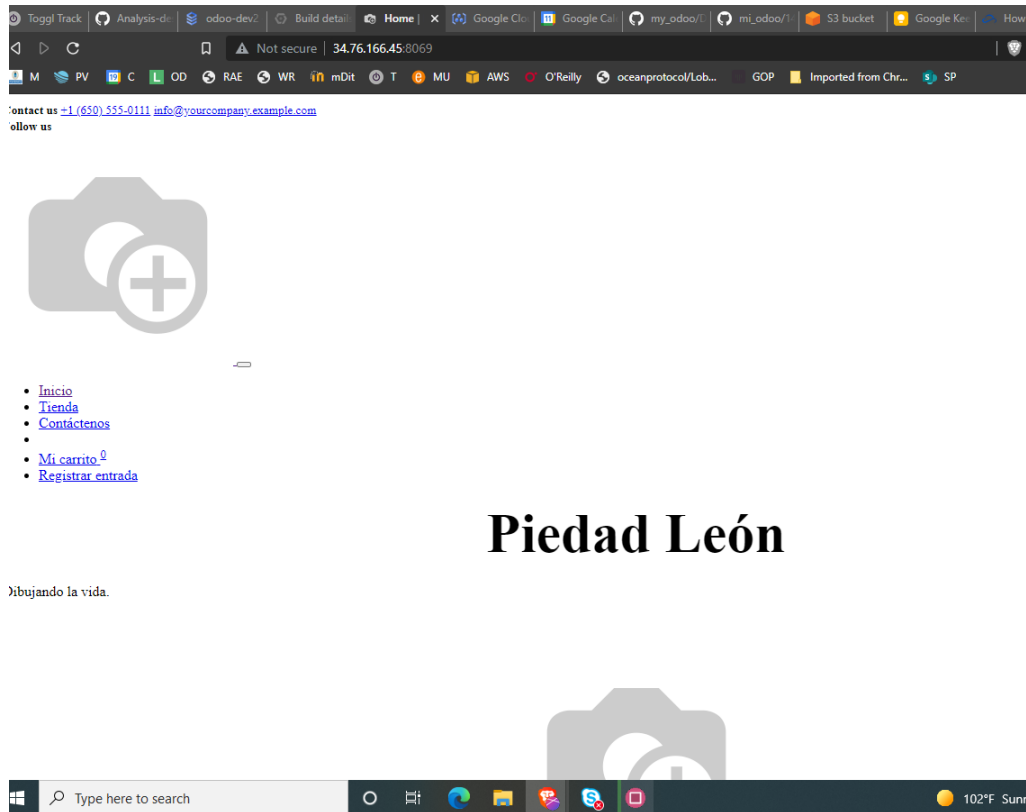 Toggl Track Analysis-de odoo-dev2 Build detail Home | Google Clo Google Cal my_odoo/D mi_odoo/1 S3 bucket Google Kee How
Not secure 34.76.166.45:8069
M PV C OD RAE WR mDit T MU AWS O'Reilly oceanprotocol/Lob... GOP Imported from Chr... SP
ontact us +1 (650) 555-0111 info@yourcompany.example.com
ollow us
Inicio
Tienda
Contáctenos
Mi carrito 0
Registrar entrada
Piedad León
Dibujando la vida.
Type here to search 102°F Sunn